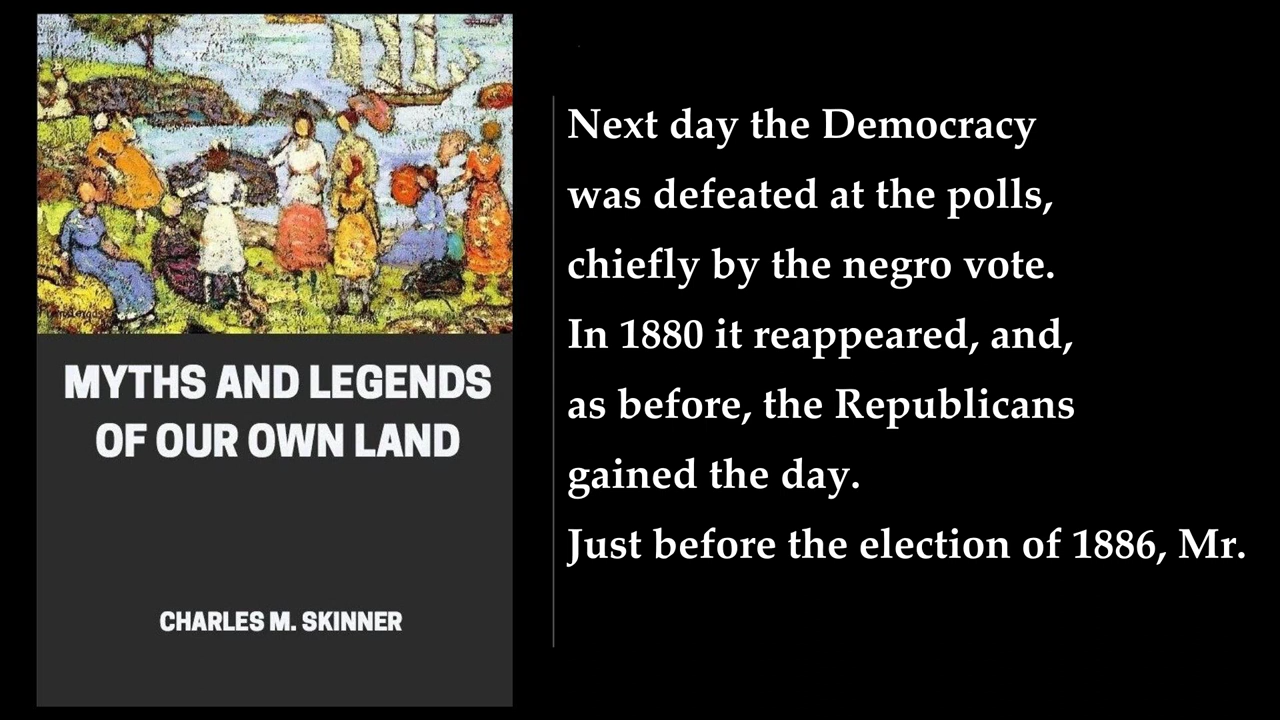 MYTHS AND LEGENDS
OF OUR OWN LAND
CHARLES M. SKINNER
Next day the Democracy
was defeated at the polls,
chiefly by the negro vote.
In 1880 it reappeared, and,
as before, the Republicans
gained the day.
Just before the election of 1886, Mr.